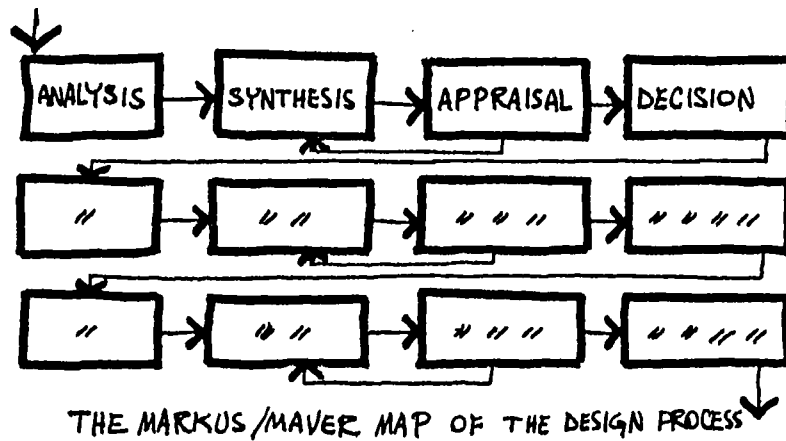 ANALYSIS SYNTHESIS APPRAISAL DECISION
〃 〃 〃 〃 〃 〃 〃 〃 〃 〃
〃 〃 〃 〃 〃 〃 〃 〃 〃 〃
THE MARKUS/MAVER MAP OF THE DESIGN PROCESS